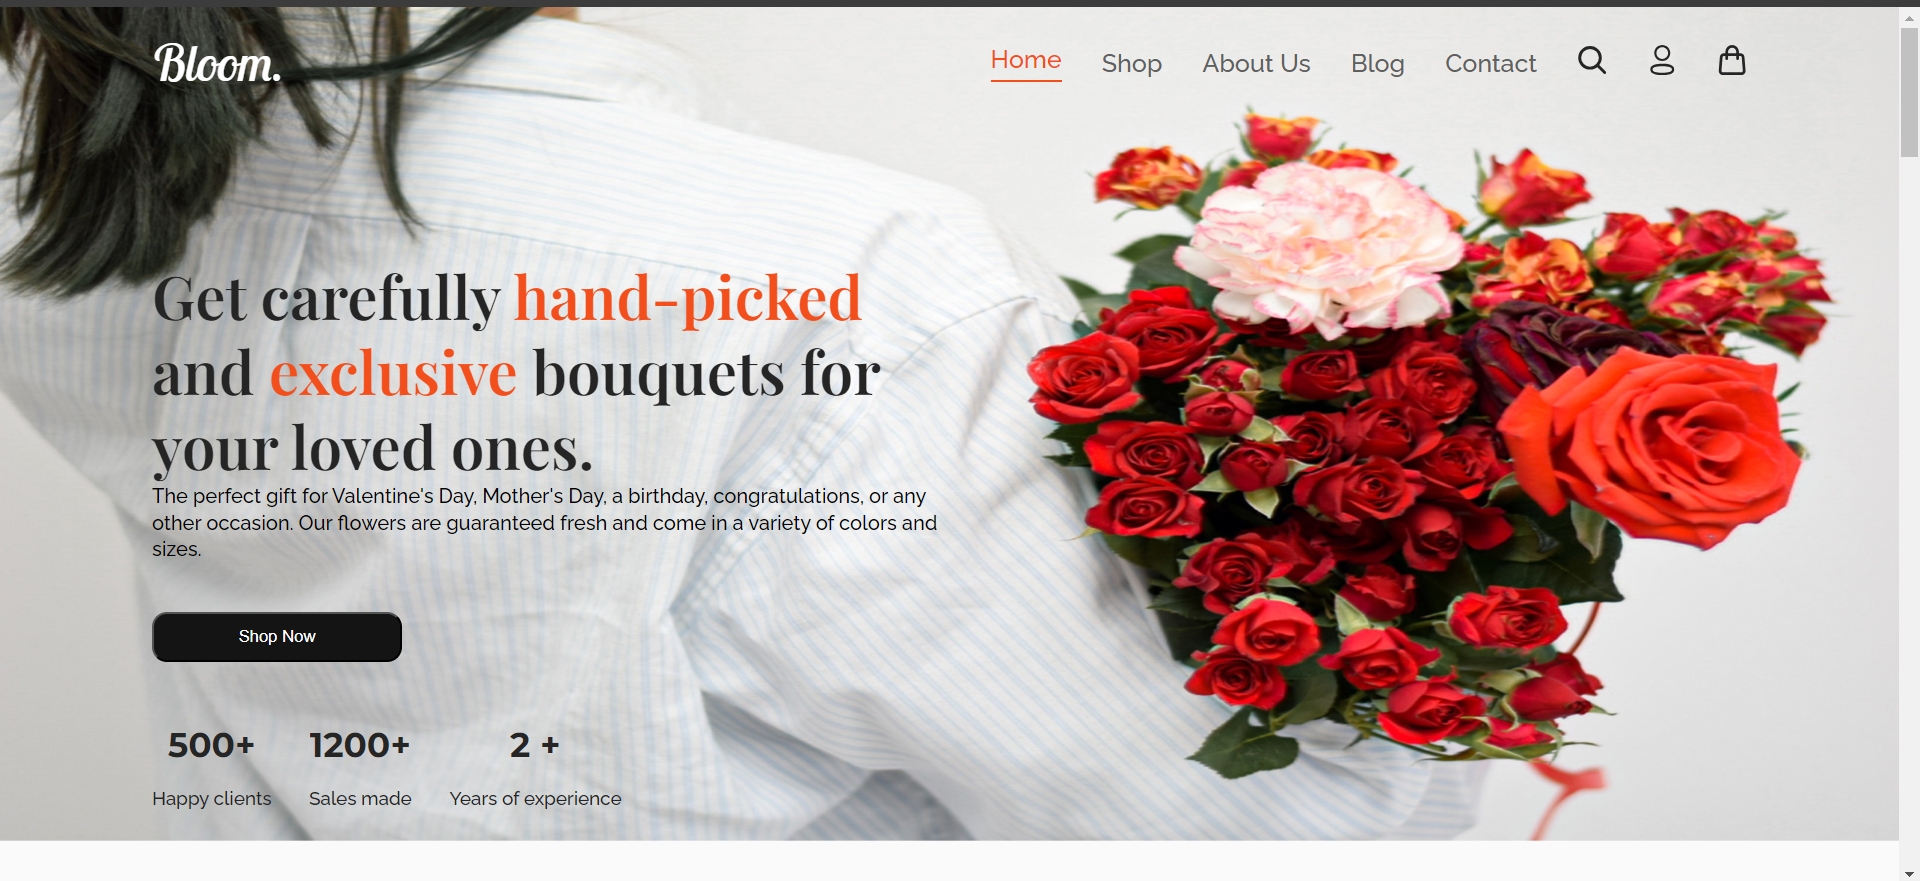 Bloom.
Home Shop About Us Blog Contact
Get carefully hand-picked
and exclusive bouquets for
your loved ones.
The perfect gift for Valentine's Day, Mother's Day, a birthday, congratulations, or any
other occasion. Our flowers are guaranteed fresh and come in a variety of colors and
sizes.
Shop Now
500+ 1200+ 2 +
Happy clients Sales made Years of experience